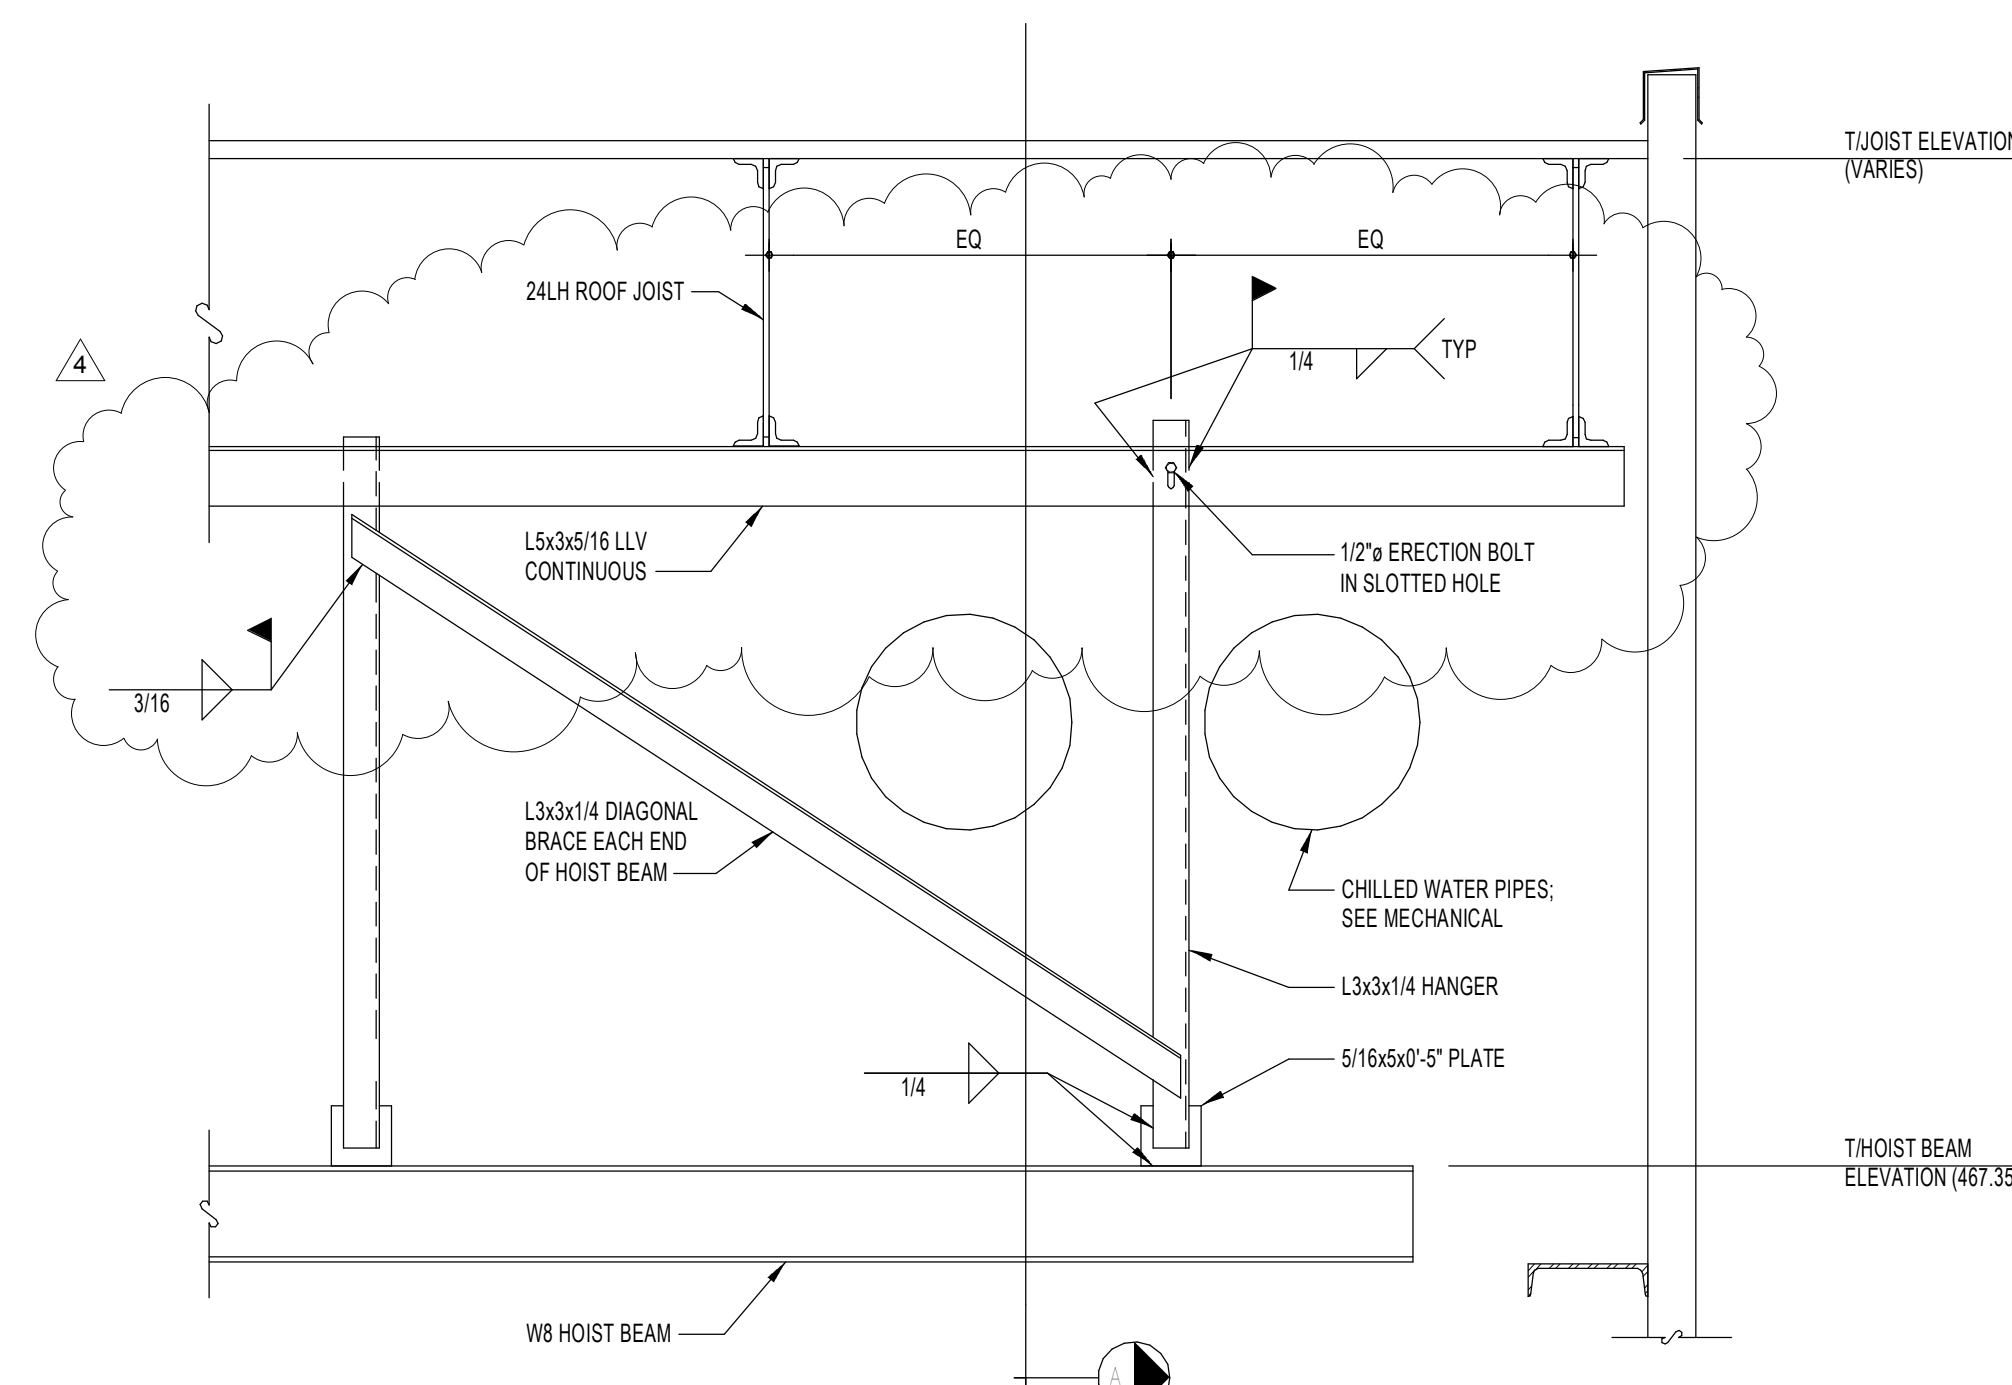 T/JOIST ELEVATION
(VARIES)
EQ
EQ
24LH ROOF JOIST
4
1/4
TYP
L5x3x5/16 LLV
CONTINUOUS
1/2"ø ERECTION BOLT
IN SLOTTED HOLE
3/16
L3x3x1/4 DIAGONAL
BRACE EACH END
OF HOIST BEAM
CHILLED WATER PIPES;
SEE MECHANICAL
L3x3x1/4 HANGER
5/16x5x0'-5" PLATE
1/4
T/HOIST BEAM
ELEVATION (467.35
W8 HOIST BEAM
A